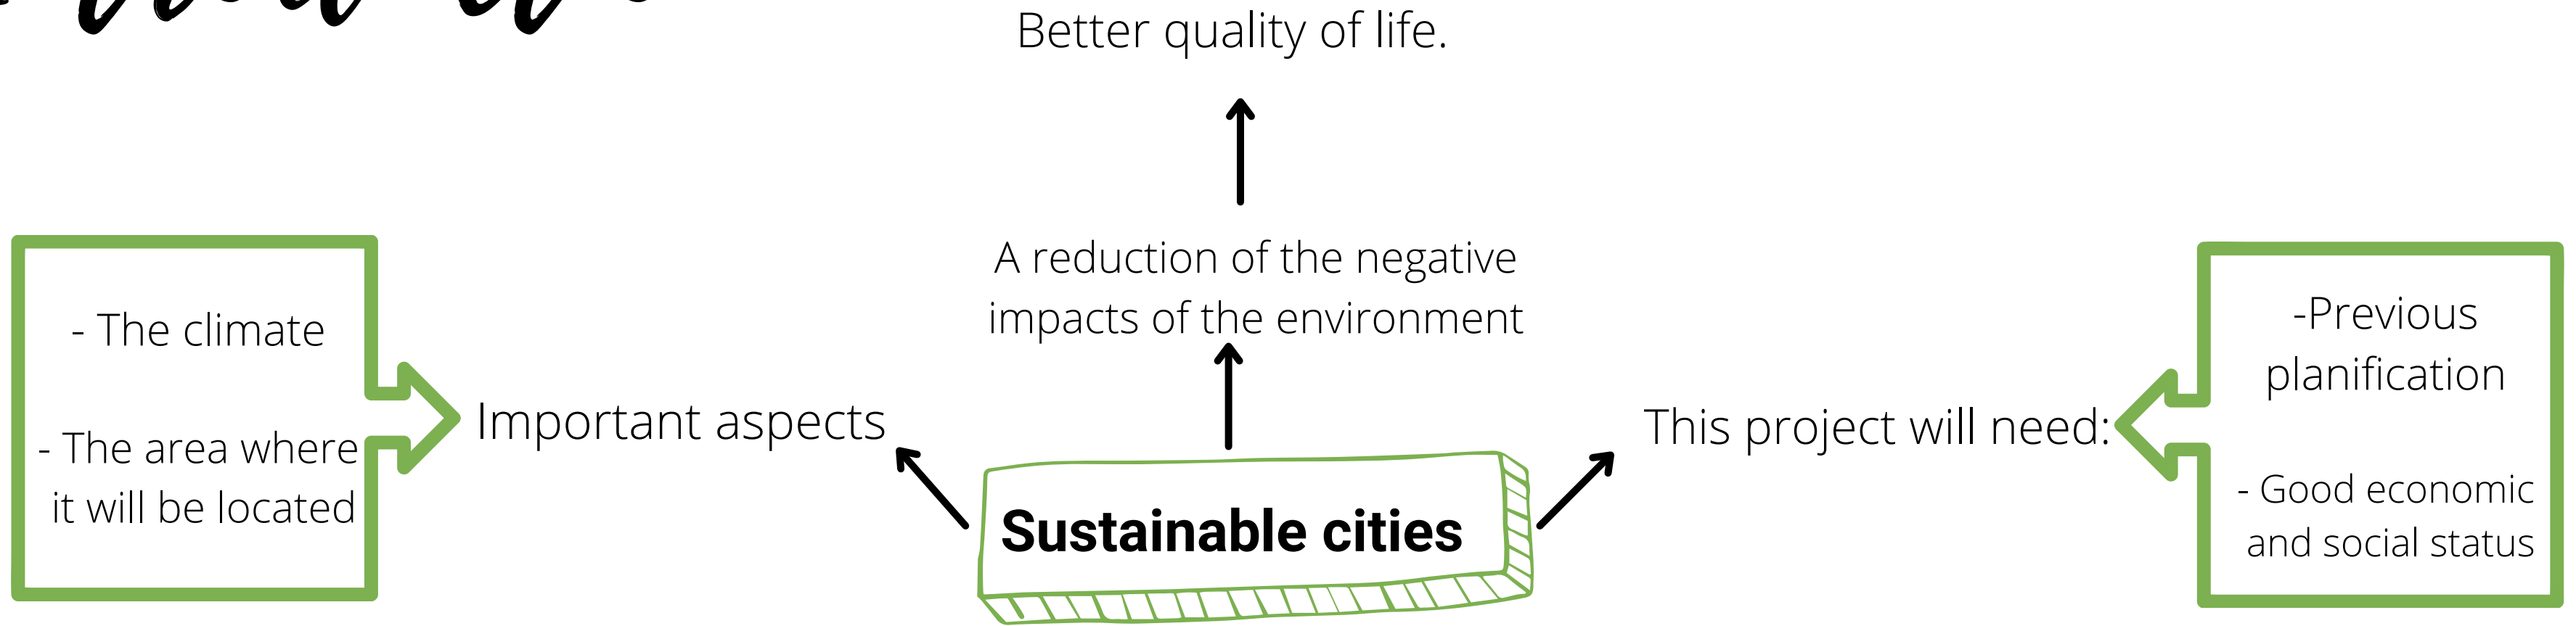 Better quality of life.
A reduction of the negative
impacts of the environment
- The climate
- The area where
it will be located
Important aspects
Sustainable cities
This project will need:
-Previous
planification
- Good economic
and social status